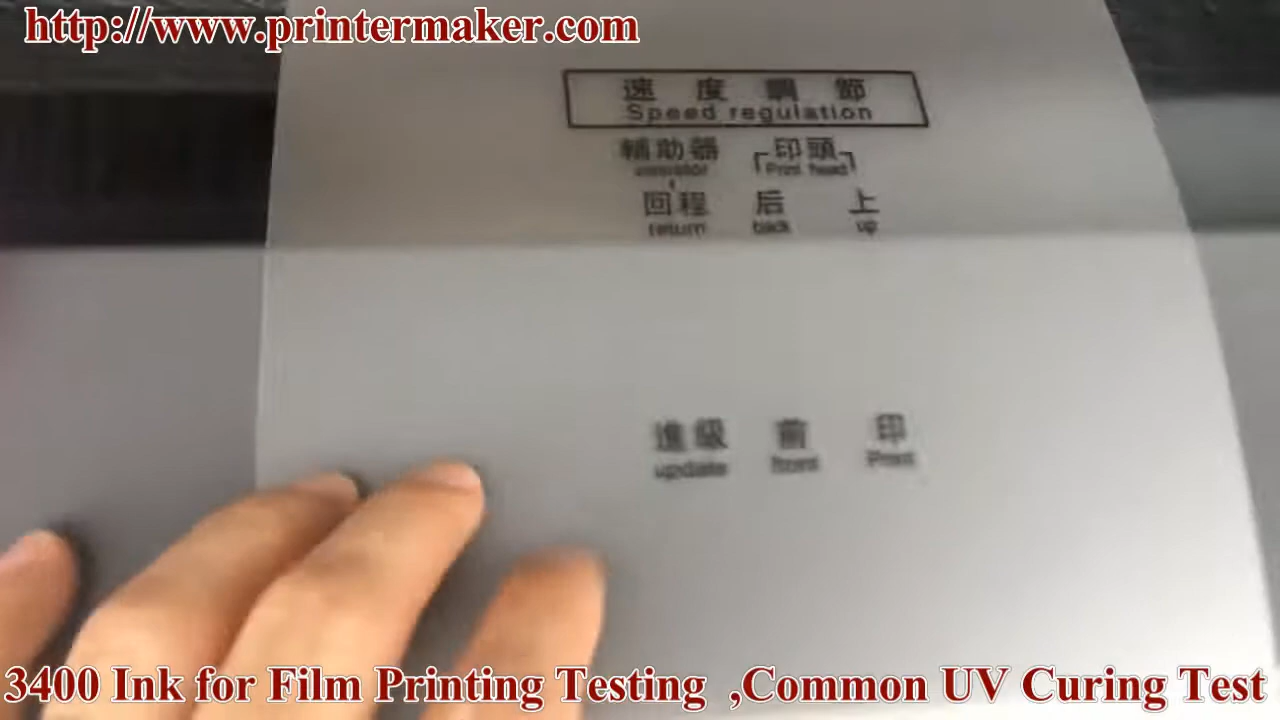 http://www.printermaker.com
速 度 調 節
Speed regulation
輔助器 印頭
Print head
回程 后 上
return back up
進級 前 印
update front Print
3400 Ink for Film Printing Testing ,Common UV Curing Test